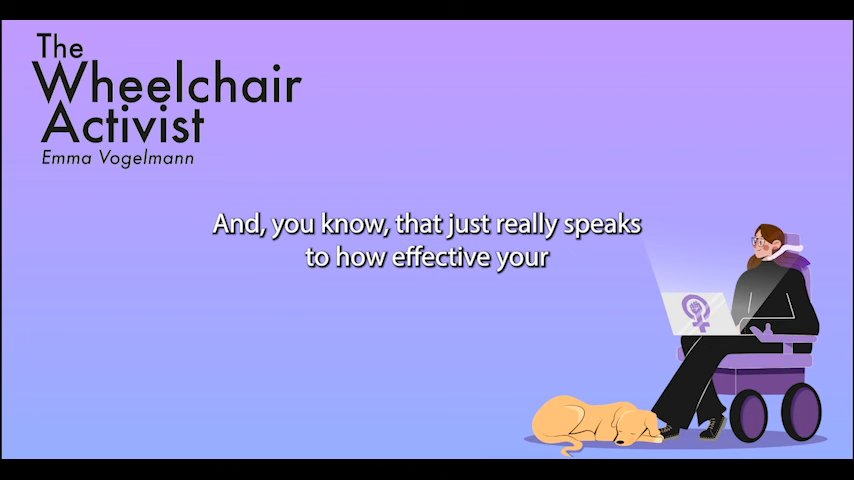 The
Wheelchair
Activist
Emma Vogelmann
And, you know, that just really speaks
to how effective your